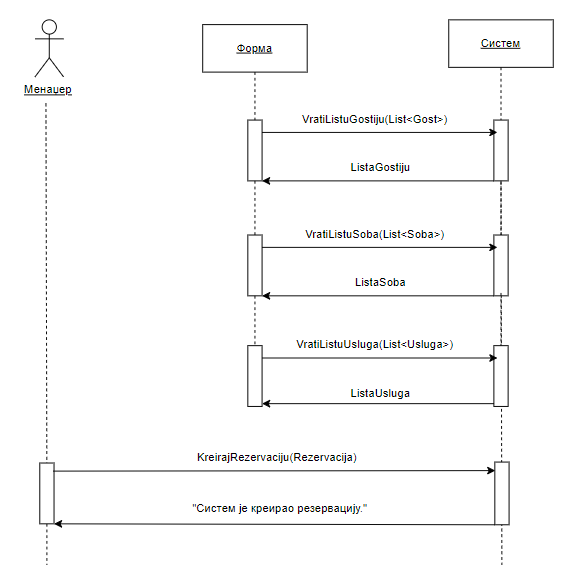 Форма
Систем
Менаџер
VratiListuGostiju(List<Gost>)
ListaGostiju
VratiListuSoba(List<Soba>)
ListaSoba
VratiListuUsluga(List<Usluga>)
ListaUsluga
KreirajRezervaciju(Rezervacija)
"Систем је креирао резервацију."